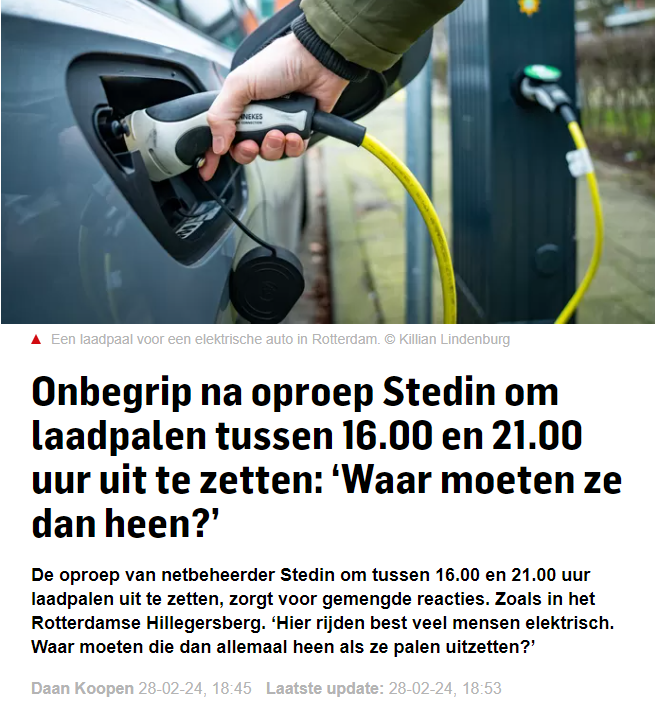 NNEKES
Een laadpaal voor een elektrische auto in Rotterdam. © Killian Lindenburg
Onbegrip na oproep Stedin om
laadpalen tussen 16.00 en 21.00
uur uit te zetten: ‘Waar moeten ze
dan heen?’
De oproep van netbeheerder Stedin om tussen 16.00 en 21.00 uur
laadpalen uit te zetten, zorgt voor gemengde reacties. Zoals in het
Rotterdamse Hillegersberg. ‘Hier rijden best veel mensen elektrisch.
Waar moeten die dan allemaal heen als ze palen uitzetten?’
Daan Koopen 28-02-24, 18:45 Laatste update: 28-02-24, 18:53